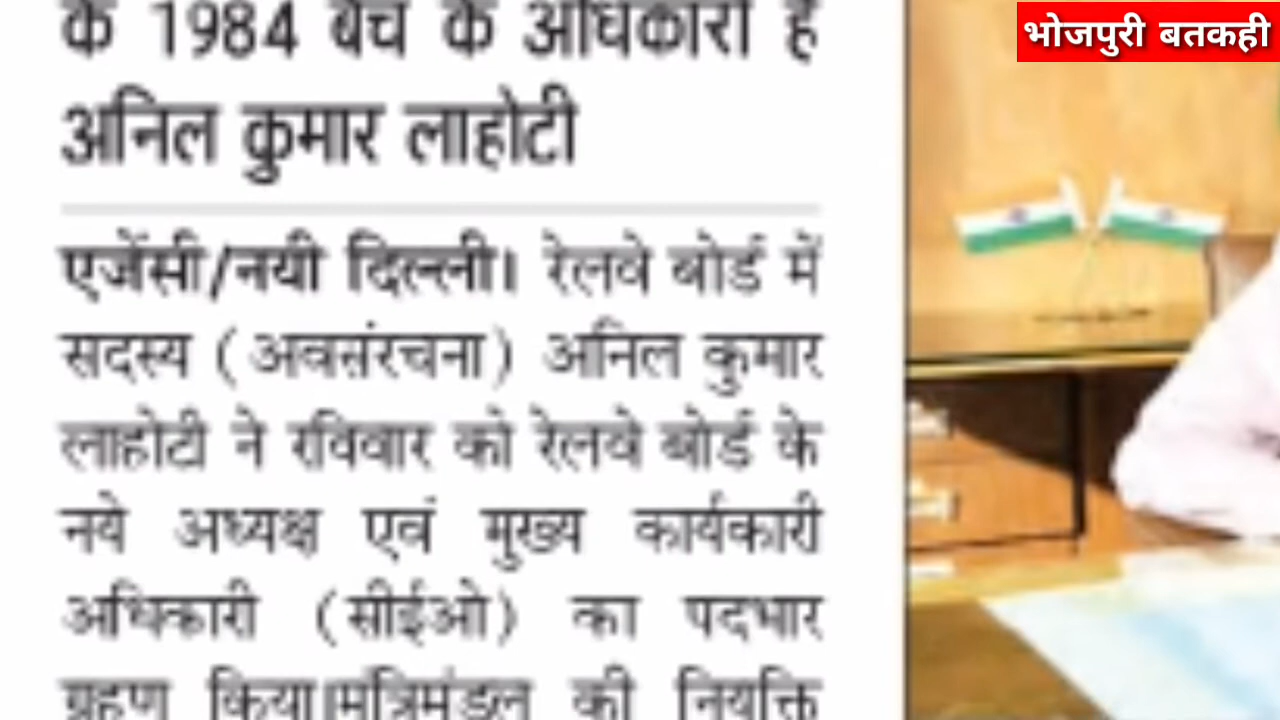 के 1984 बैच के अधिकारी हैं
अनिल कुमार लाहोटी
एजेंसी/नयी दिल्ली। रेलवे बोर्ड में
सदस्य (अवसंरचना) अनिल कुमार
लाहोटी ने रविवार को रेलवे बोर्ड के
नये अध्यक्ष एवं मुख्य कार्यकारी
अधिकारी (सीईओ) का पदभार
ग्रहण किया।मंत्रिमंडल की नियुक्ति
भोजपुरी बतकही